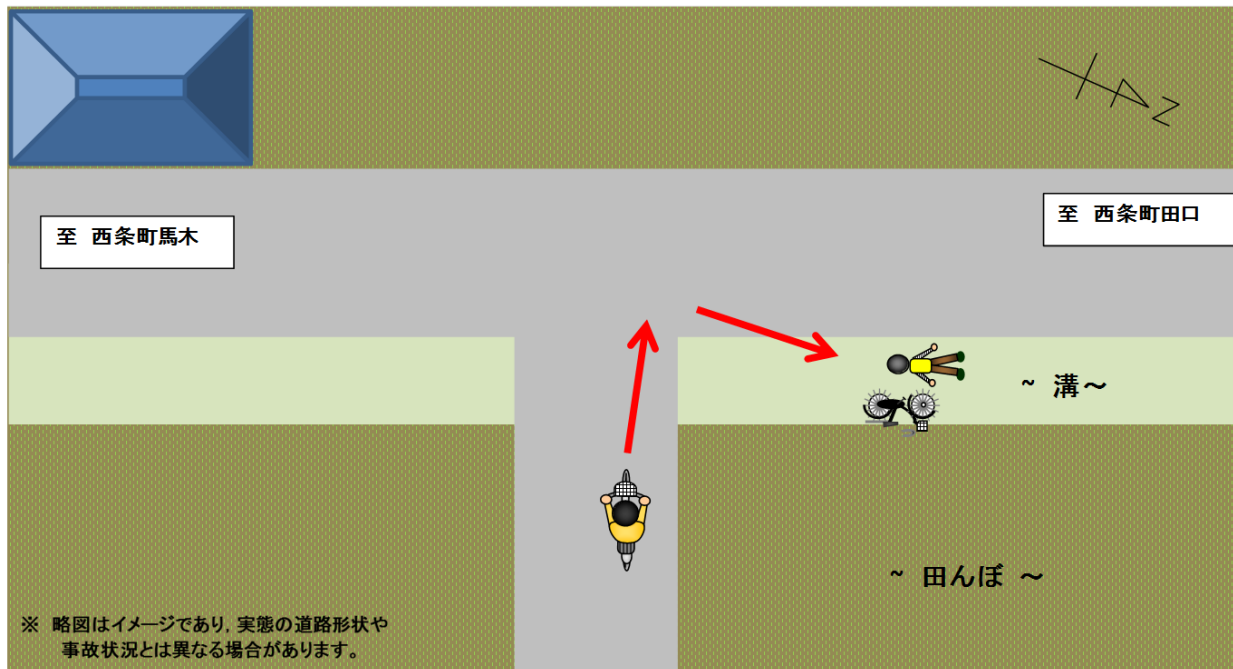 至 西条町馬木
至 西条町田口
~ 溝～
~ 田んぼ ～
※ 略図はイメージであり, 実態の道路形状や
事故状況とは異なる場合があります。